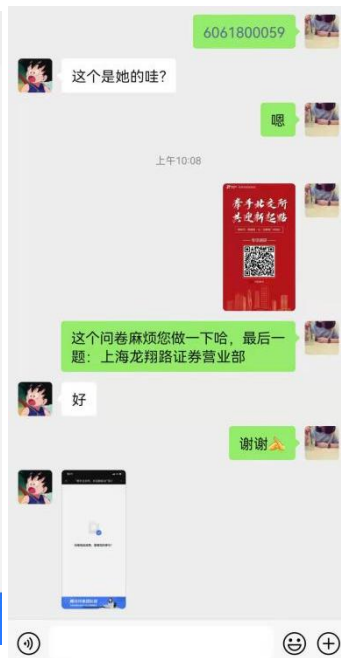 6061800059
这个是她的哇?
嗯
上午10:08
牵手北交所
共迎新起点
这个问卷麻烦您做一下哈，最后一
题：上海龙翔路证券营业部
好
谢谢